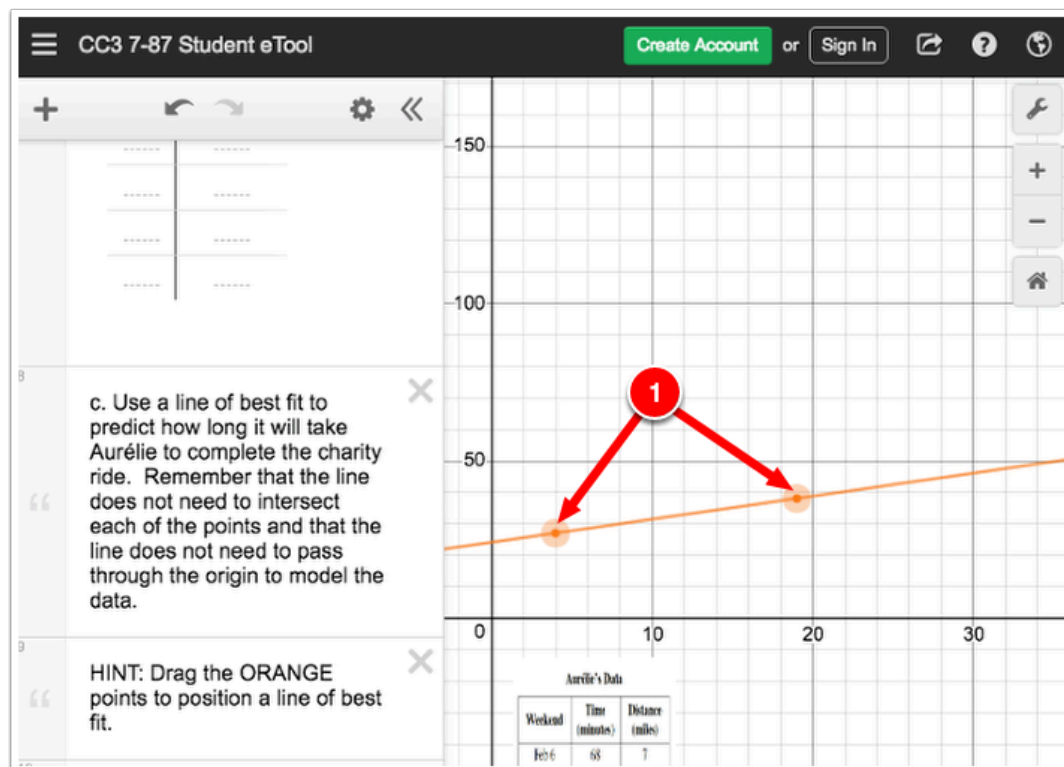 CC3 7-87 Student eTool
Create Account or Sign In
150
100
50
0
10
20
30
1
8
c. Use a line of best fit to
predict how long it will take
Aurélie to complete the charity
ride. Remember that the line
does not need to intersect
each of the points and that the
line does not need to pass
through the origin to model the
data.
9
HINT: Drag the ORANGE
points to position a line of best
fit.
Aurélie's Data
Weekend Time (minutes) Distance (miles)
Feb 6 68 7